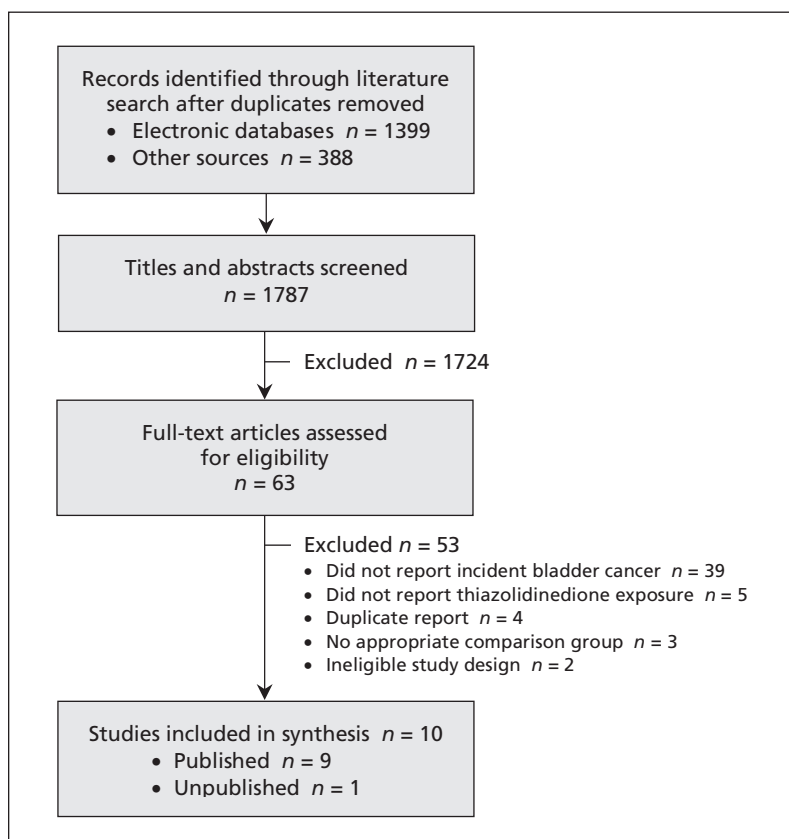 Records identified through literature
search after duplicates removed
• Electronic databases n = 1399
• Other sources n = 388
Titles and abstracts screened
n = 1787
Excluded n = 1724
Full-text articles assessed
for eligibility
n = 63
Excluded n = 53
• Did not report incident bladder cancer n = 39
• Did not report thiazolidinedione exposure n = 5
• Duplicate report n = 4
• No appropriate comparison group n = 3
• Ineligible study design n = 2
Studies included in synthesis n = 10
• Published n = 9
• Unpublished n = 1